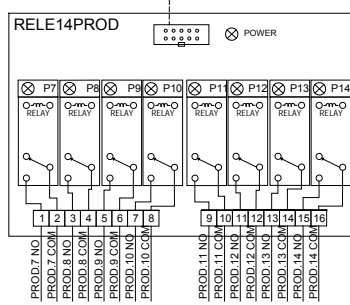 RELE14PROD
POWER
P7 P8 P9 P10 P11 P12 P13 P14
RELAY RELAY RELAY RELAY RELAY RELAY RELAY RELAY
1 2 3 4 5 6 7 8 9 10 11 12 13 14 15 16
PROD.7 NO
PROD.7 COM
PROD.8 NO
PROD.8 COM
PROD.9 NO
PROD.9 COM
PROD.10 NO
PROD.10 COM
PROD.11 NO
PROD.11 COM
PROD.12 NO
PROD.12 COM
PROD.13 NO
PROD.13 COM
PROD.14 NO
PROD.14 COM